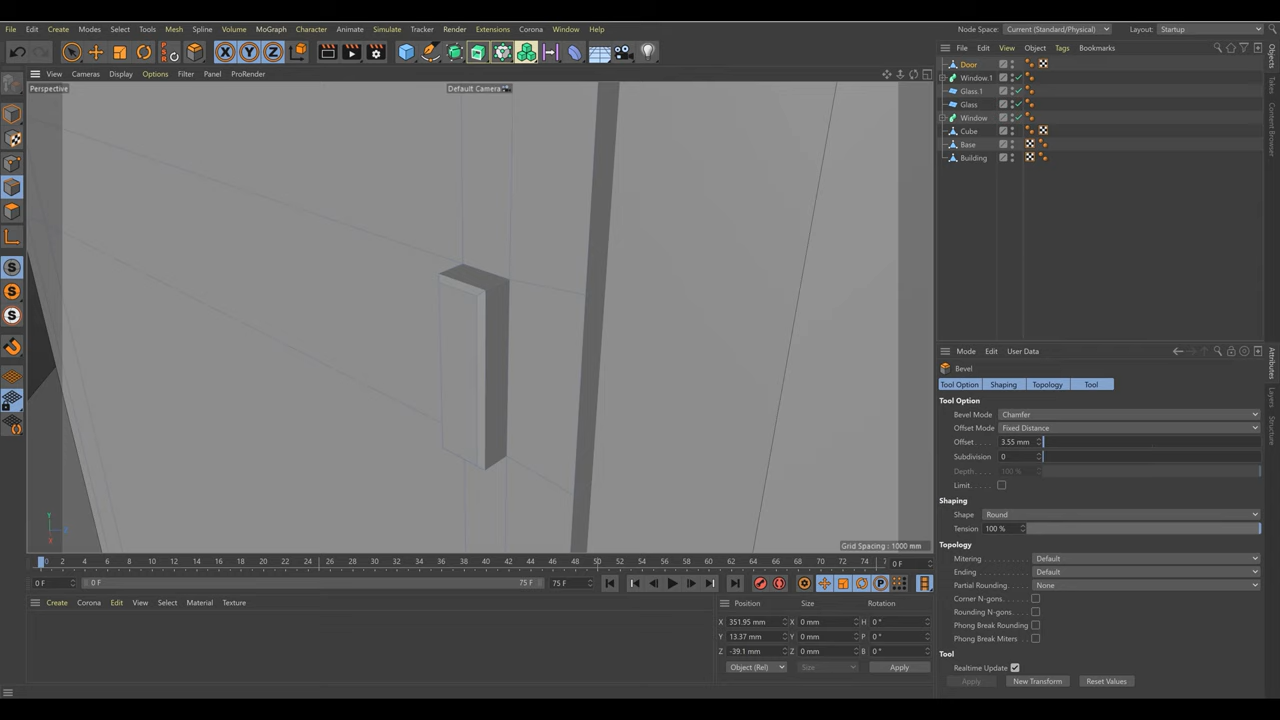 File Edit Create Modes Select Tools Mesh Spline Volume MoGraph Character Animate Simulate Tracker Render Extensions Corona Window Help Node Space: Current (Standard/Physical) Layout: Startup
File Edit View Object Tags Bookmarks
View Cameras Display Options Filter Panel ProRender
Perspective Default Camera
Door
Window.1
Glass.1
Glass
Window
Cube
Base
Building
Objects
Takes
Content Browser
Mode Edit User Data
Attributes
Layers
Structure
Bevel
Tool Option Shaping Topology Tool
Tool Option
Bevel Mode Chamfer
Offset Mode Fixed Distance
Offset 3.55 mm
Subdivision 0
Depth 100 %
Limit
Shaping
Shape Round
Tension 100 %
Topology
Mitering Default
Ending Default
Partial Rounding None
Corner N-gons
Rounding N-gons
Phong Break Rounding
Phong Break Miters
Tool
Realtime Update
Apply New Transform Reset Values
Y
X
Grid Spacing : 1000 mm
0 2 4 6 8 10 12 14 16 18 20 22 24 26 28 30 32 34 36 38 40 42 44 46 48 50 52 54 56 58 60 62 64 66 68 70 72 74 0 F
0 F 0 F 75 F 75 F
Create Corona Edit View Select Material Texture
Position Size Rotation
X 351.95 mm X 0 mm H 0 °
Y 13.37 mm Y 0 mm P 0 °
Z -39.1 mm Z 0 mm B 0 °
Object (Rel) Size Apply